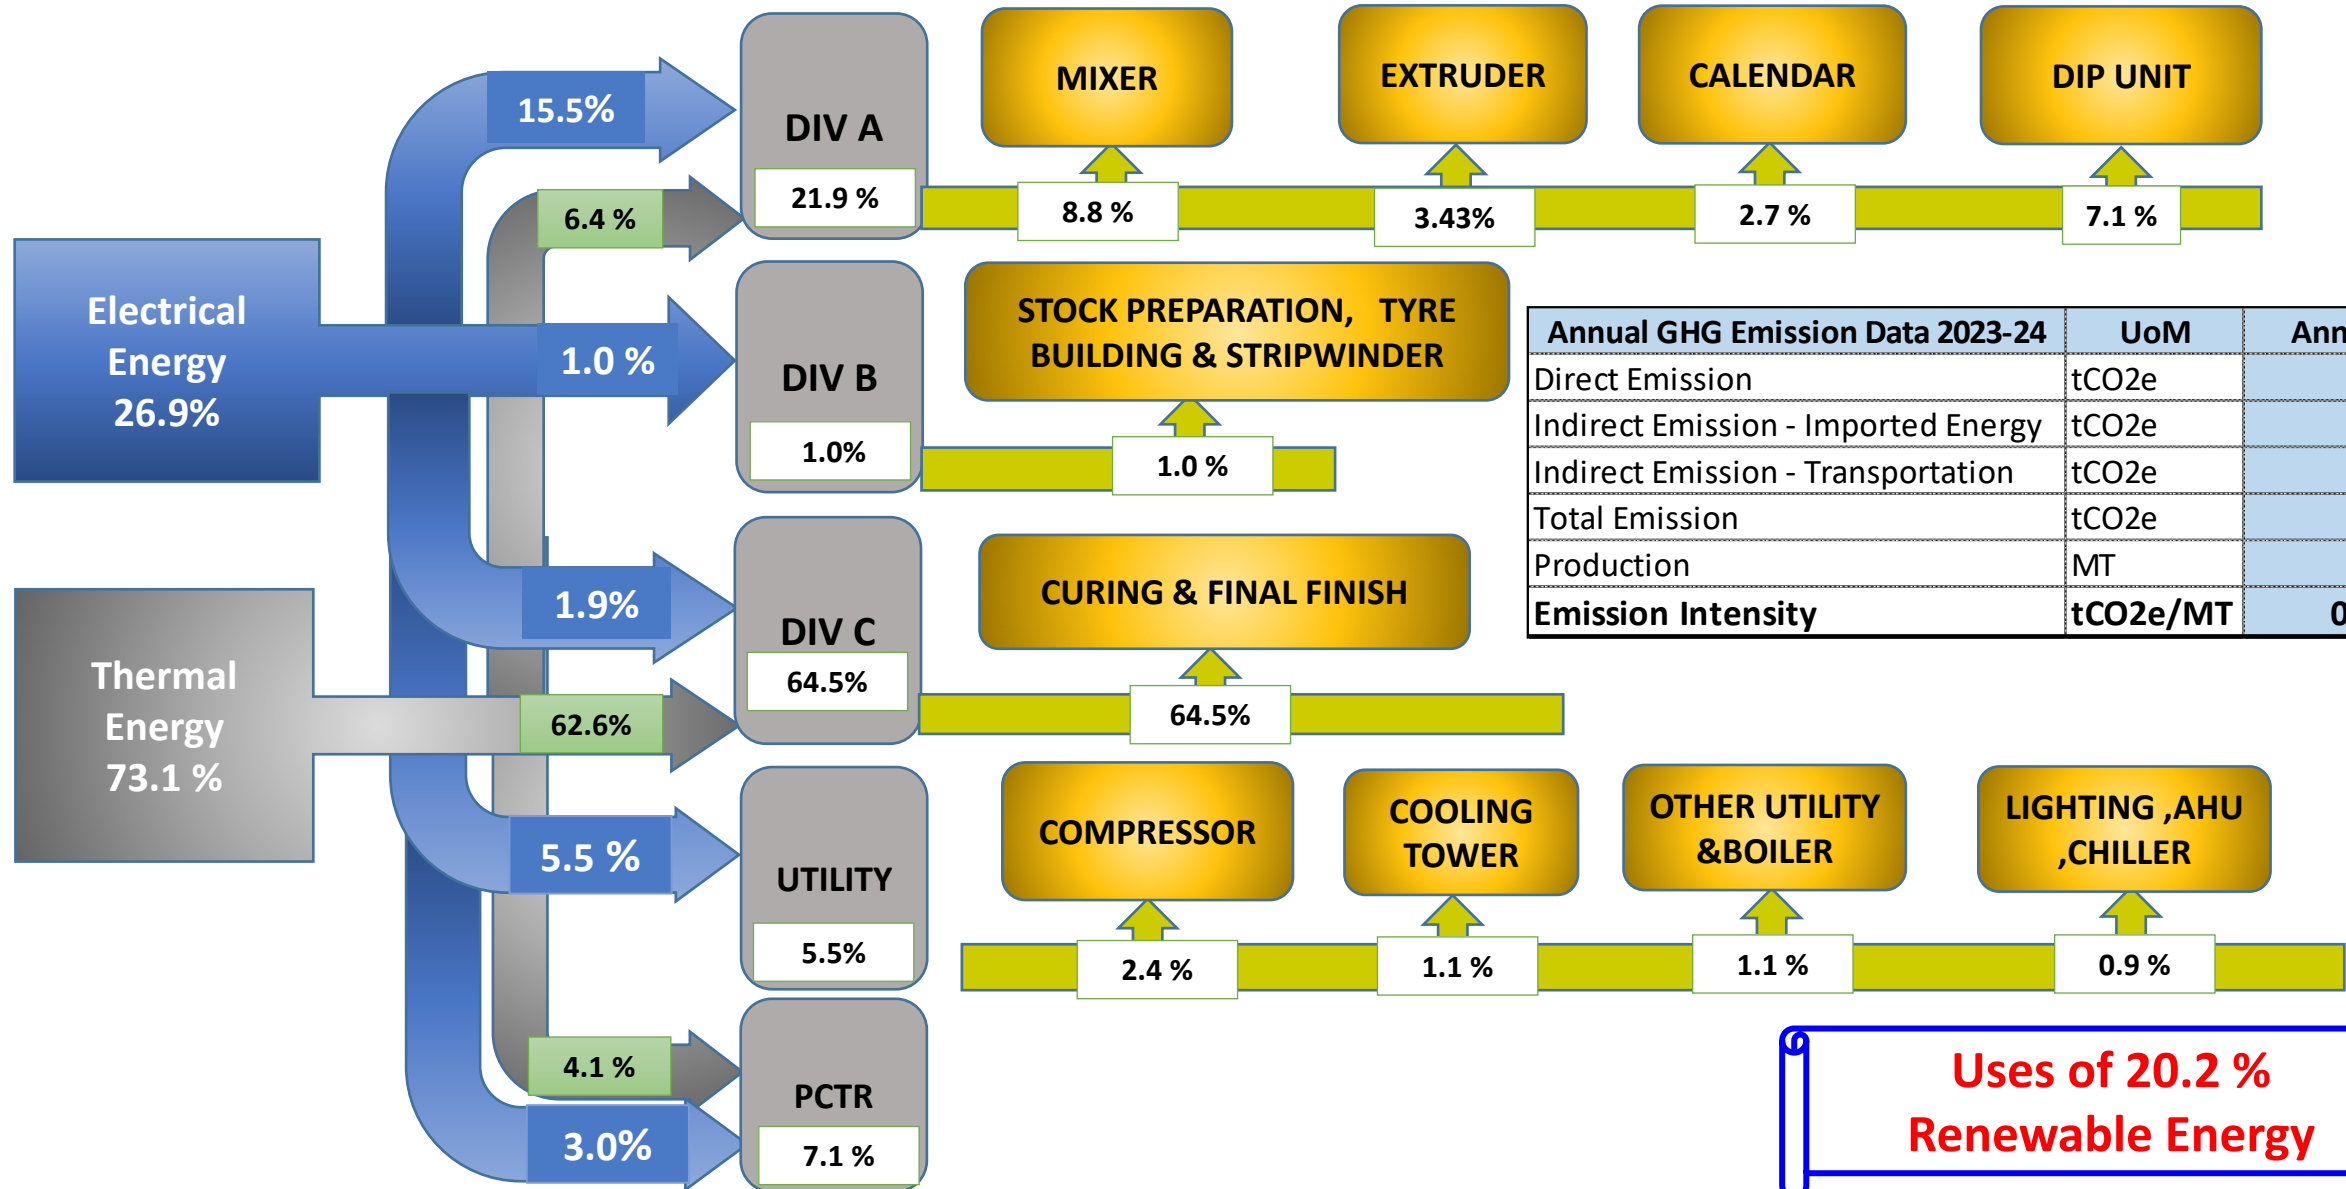 Electrical
Energy
26.9%
Thermal
Energy
73.1 %
15.5%
6.4 %
1.0 %
1.9%
62.6%
5.5 %
4.1 %
3.0%
DIV A
21.9 %
MIXER
8.8 %
EXTRUDER
3.43%
CALENDAR
2.7 %
DIP UNIT
7.1 %
DIV B
1.0%
STOCK PREPARATION, TYRE
BUILDING & STRIPWINDER
1.0 %
DIV C
64.5%
CURING & FINAL FINISH
64.5%
Annual GHG Emission Data 2023-24 UoM
Direct Emission tCO2e
Indirect Emission - Imported Energy tCO2e
Indirect Emission - Transportation tCO2e
Total Emission tCO2e
Production MT
Emission Intensity tCO2e/MT
UTILITY
5.5%
COMPRESSOR
2.4 %
COOLING
TOWER
1.1 %
OTHER UTILITY
&BOILER
1.1 %
LIGHTING ,AHU
,CHILLER
0.9 %
PCTR
7.1 %
Uses of 20.2 %
Renewable Energy